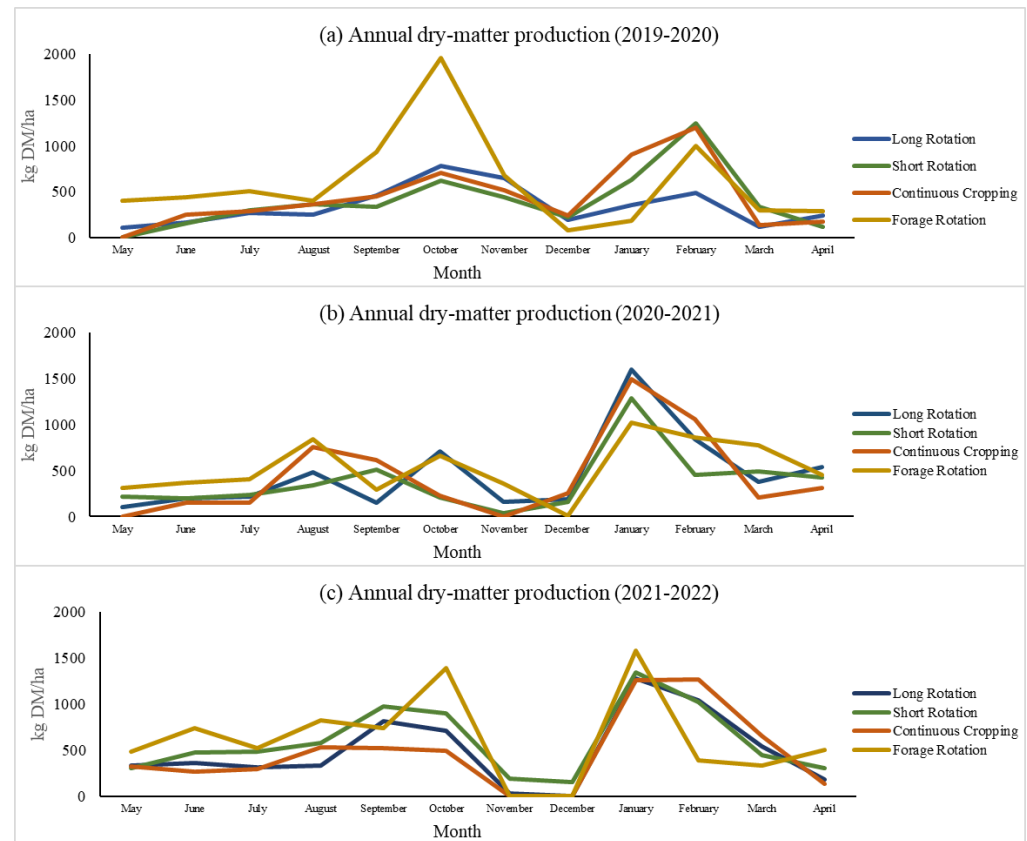 (a) Annual dry-matter production (2019-2020)
2000
1500
1000
500
0
kg DM/ha
May June July August September October November December January February March April
Month
Long Rotation
Short Rotation
Continuous Cropping
Forage Rotation
(b) Annual dry-matter production (2020-2021)
2000
1500
1000
500
0
kg DM/ha
May June July August September October November December January February March April
Month
Long Rotation
Short Rotation
Continuous Cropping
Forage Rotation
(c) Annual dry-matter production (2021-2022)
2000
1500
1000
500
0
kg DM/ha
May June July August September October November December January February March April
Month
Long Rotation
Short Rotation
Continuous Cropping
Forage Rotation